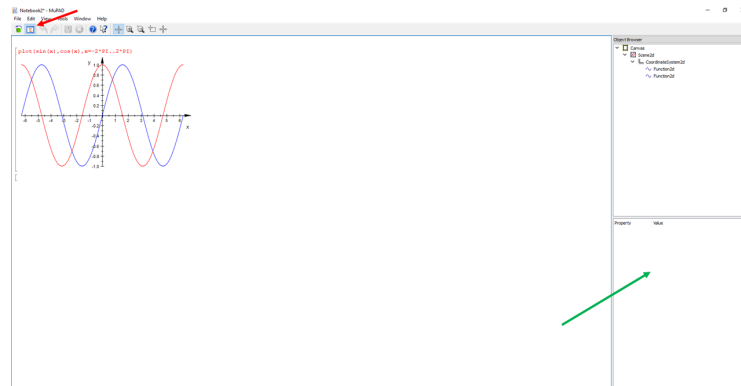 Notebook2* - MuPAD
File Edit View Tools Window Help
plot(sin(x),cos(x),x=-2*PI..2*PI)
y
1.0
0.8
0.6
0.4
0.2
-6 -5 -4 -3 -2 -1 1 2 3 4 5 6
x
-0.2
-0.4
-0.6
-0.8
-1.0
[
Object Browser
Canvas
Scene2d
CoordinateSystem2d
Function2d
Function2d
Property Value